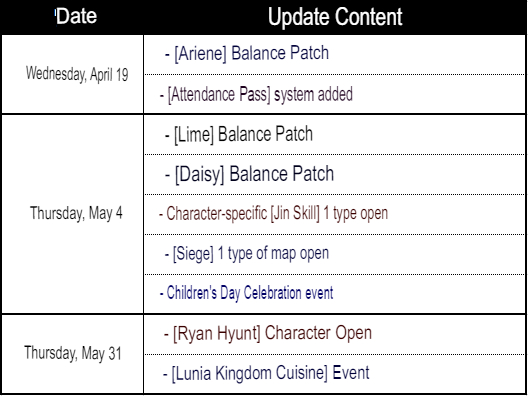 Date Update Content
Wednesday, April 19
- [Ariene] Balance Patch
- [Attendance Pass] system added
Thursday, May 4
- [Lime] Balance Patch
- [Daisy] Balance Patch
- Character-specific [Jin Skill] 1 type open
- [Siege] 1 type of map open
- Children's Day Celebration event
Thursday, May 31
- [Ryan Hyunt] Character Open
- [Lunia Kingdom Cuisine] Event